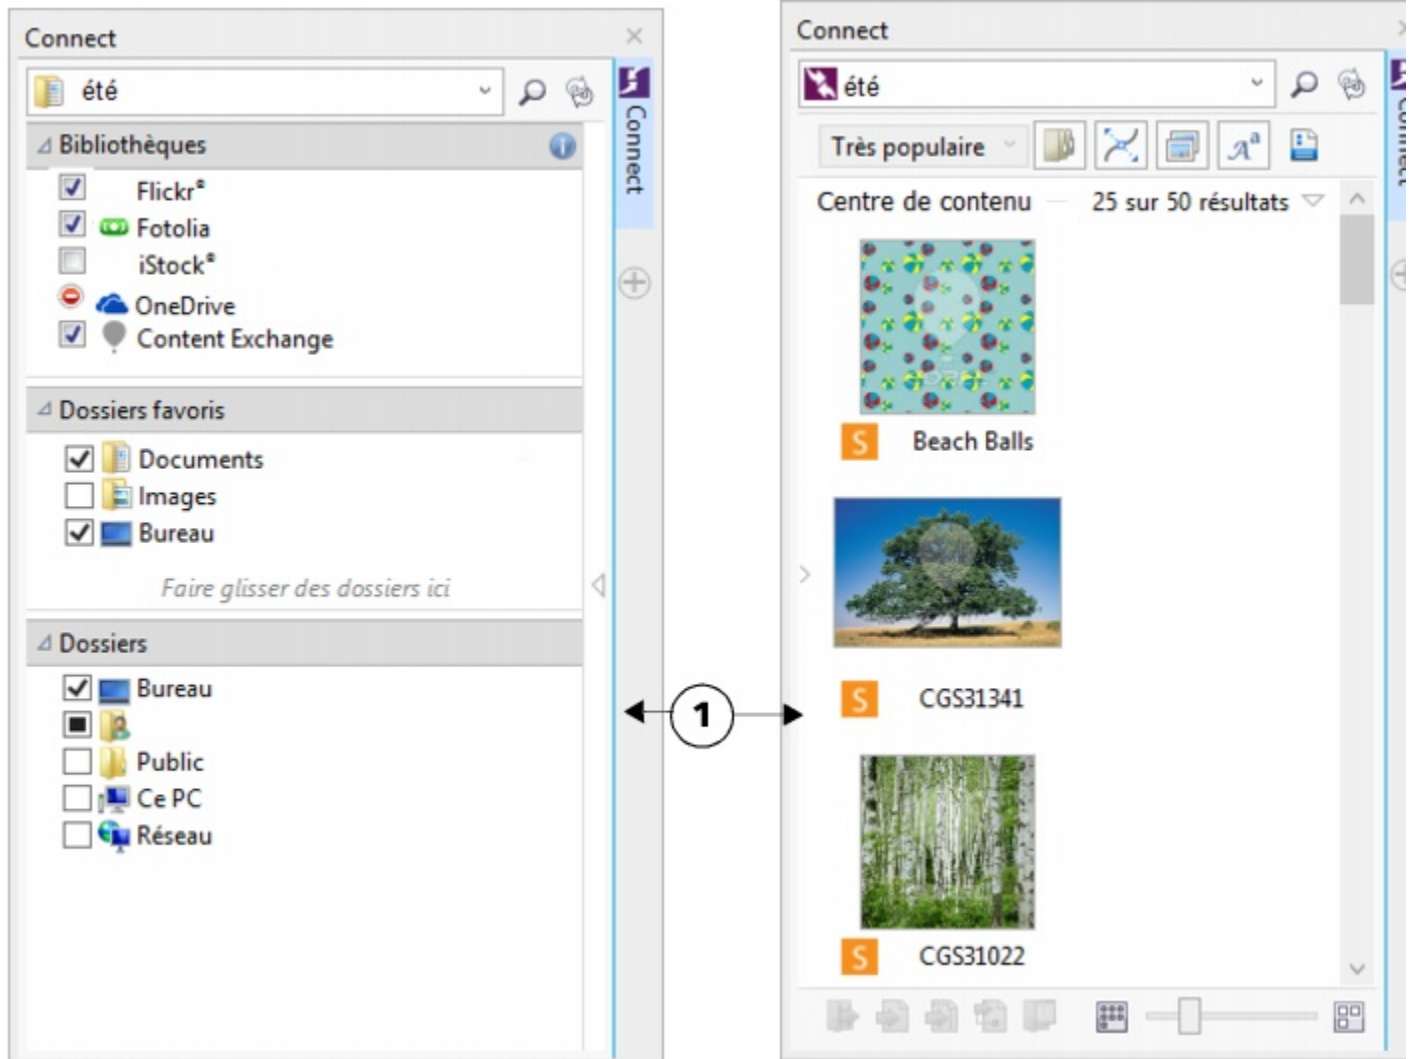 Connect
été
Bibliothèques
Flickr®
Fotolia
iStock®
OneDrive
Content Exchange
Dossiers favoris
Documents
Images
Bureau
Faire glisser des dossiers ici
Dossiers
Bureau
Public
Ce PC
Réseau
Connect
1
Connect
été
Très populaire
Centre de contenu
25 sur 50 résultats
Beach Balls
S
CGS31341
S
CGS31022
S
Connect